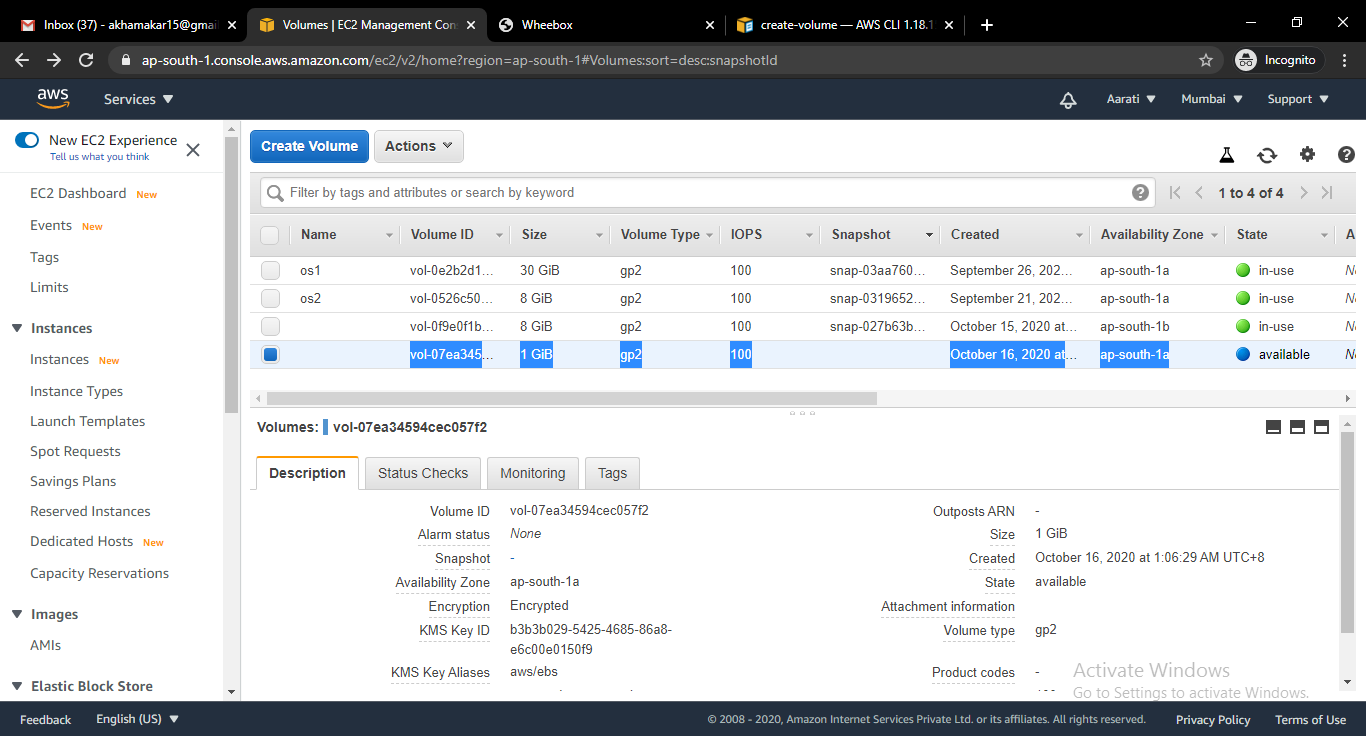 Inbox (37) - akhamakar15@gmai
Volumes | EC2 Management Con
Wheebox
create-volume — AWS CLI 1.18.1
ap-south-1.console.aws.amazon.com/ec2/v2/home?region=ap-south-1#Volumes:sort=desc:snapshotId
Incognito
aws
Services
Aarati
Mumbai
Support
New EC2 Experience
Tell us what you think
EC2 Dashboard New
Events New
Tags
Limits
Instances
Instances New
Instance Types
Launch Templates
Spot Requests
Savings Plans
Reserved Instances
Dedicated Hosts New
Capacity Reservations
Images
AMIs
Elastic Block Store
Create Volume
Actions
Filter by tags and attributes or search by keyword
1 to 4 of 4
Name Volume ID Size Volume Type IOPS Snapshot Created Availability Zone State A
os1 vol-0e2b2d1... 30 GiB gp2 100 snap-03aa760... September 26, 202... ap-south-1a in-use N
os2 vol-0526c50... 8 GiB gp2 100 snap-0319652... September 21, 202... ap-south-1a in-use N
vol-0f9e0f1b... 8 GiB gp2 100 snap-027b63b... October 15, 2020 at... ap-south-1b in-use N
vol-07ea345... 1 GiB gp2 100 October 16, 2020 at... ap-south-1a available N
Volumes: vol-07ea34594cec057f2
Description
Status Checks
Monitoring
Tags
Volume ID vol-07ea34594cec057f2
Alarm status None
Snapshot -
Availability Zone ap-south-1a
Encryption Encrypted
KMS Key ID b3b3b029-5425-4685-86a8-
e6c00e0150f9
KMS Key Aliases aws/ebs
Outposts ARN -
Size 1 GiB
Created October 16, 2020 at 1:06:29 AM UTC+8
State available
Attachment information
Volume type gp2
Product codes -
Activate Windows
Go to Settings to activate Windows.
Feedback
English (US)
© 2008 - 2020, Amazon Internet Services Private Ltd. or its affiliates. All rights reserved.
Privacy Policy
Terms of Use